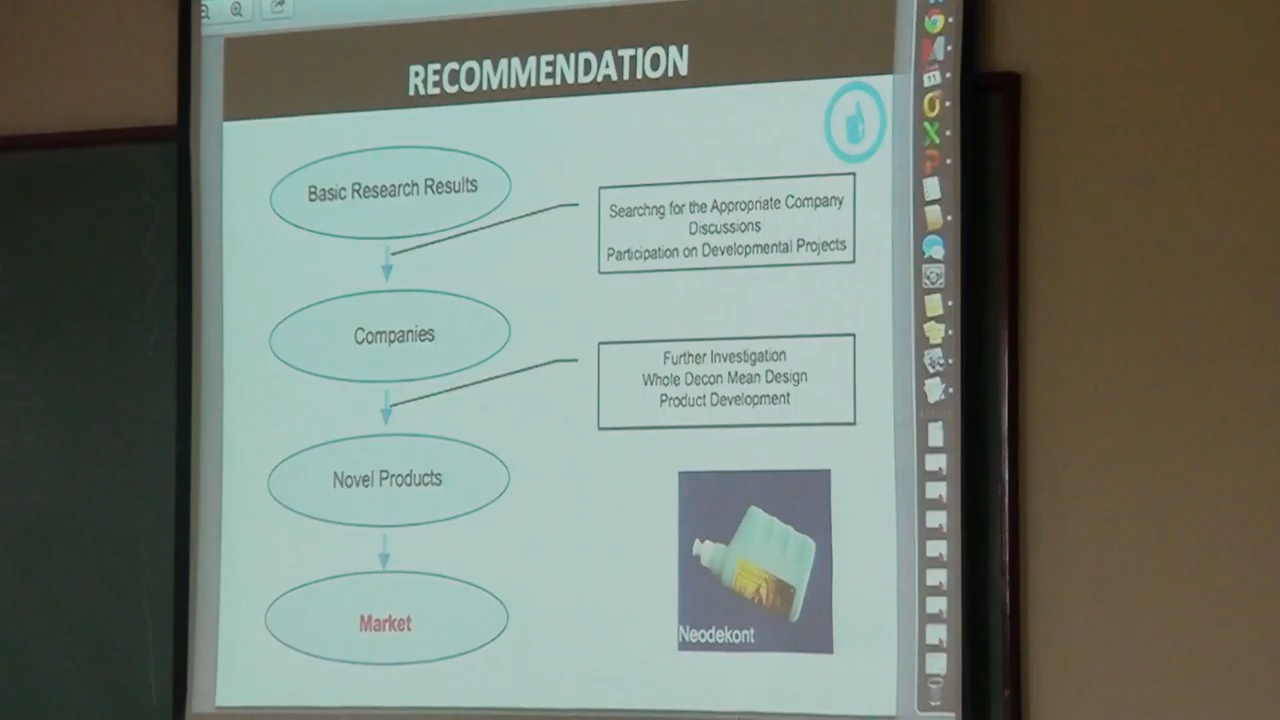 RECOMMENDATION
Basic Research Results
Searchng for the Appropriate Company
Discussions
Participation on Developmental Projects
Companies
Further Investigation
Whole Decon Mean Design
Product Development
Novel Products
Neodekont
Market